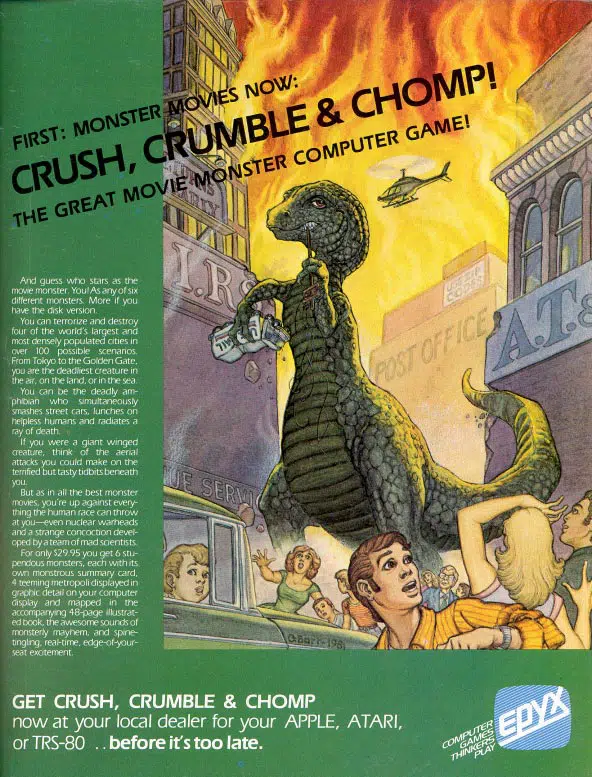 FIRST: MONSTER MOVIES NOW:
CRUSH, CRUMBLE & CHOMP!
THE GREAT MOVIE MONSTER COMPUTER GAME!
I.R.S
POST OFFICE
A.T.&
UE SERVIC
And guess who stars as the
movie monster. You! As any of six
different monsters. More if you
have the disk version.
You can terrorize and destroy
four of the world's largest and
most densely populated cities in
over 100 possible scenarios.
From Tokyo to the Golden Gate,
you are the deadliest creature in
the air, on the land, or in the sea.
You can be the deadly am-
phibian who simultaneously
smashes street cars, lunches on
helpless humans and radiates a
ray of death.
If you were a giant winged
creature, think of the aerial
attacks you could make on the
terrified but tasty tidbits beneath
you.
But as in all the best monster
movies, you're up against every-
thing the human race can throw
at you—even nuclear warheads
and a strange concoction devel-
oped by a team of mad scientists.
For only $29.95 you get 6 stu-
pendous monsters, each with its
own monstrous summary card,
4 teeming metropoli displayed in
graphic detail on your computer
display and mapped in the
accompanying 48-page illustrat-
ed book, the awesome sounds of
monsterly mayhem, and spine-
tingling, real-time, edge-of-your-
seat excitement.
G Barr-1981
GET CRUSH, CRUMBLE & CHOMP
now at your local dealer for your APPLE, ATARI,
or TRS-80 ..before it's too late.
COMPUTER
GAMES
THINKERS
PLAY
EPYX